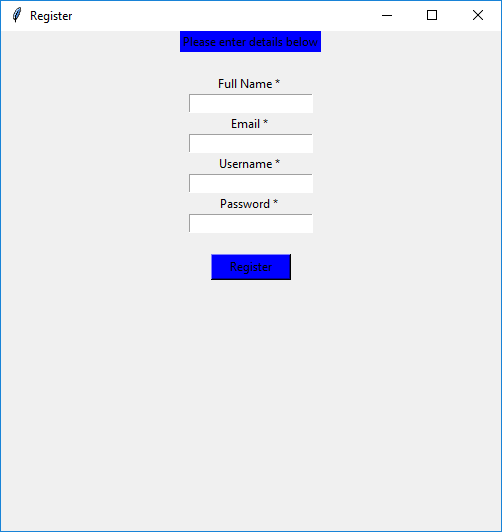 Register
Please enter details below
Full Name *
Email *
Username *
Password *
Register